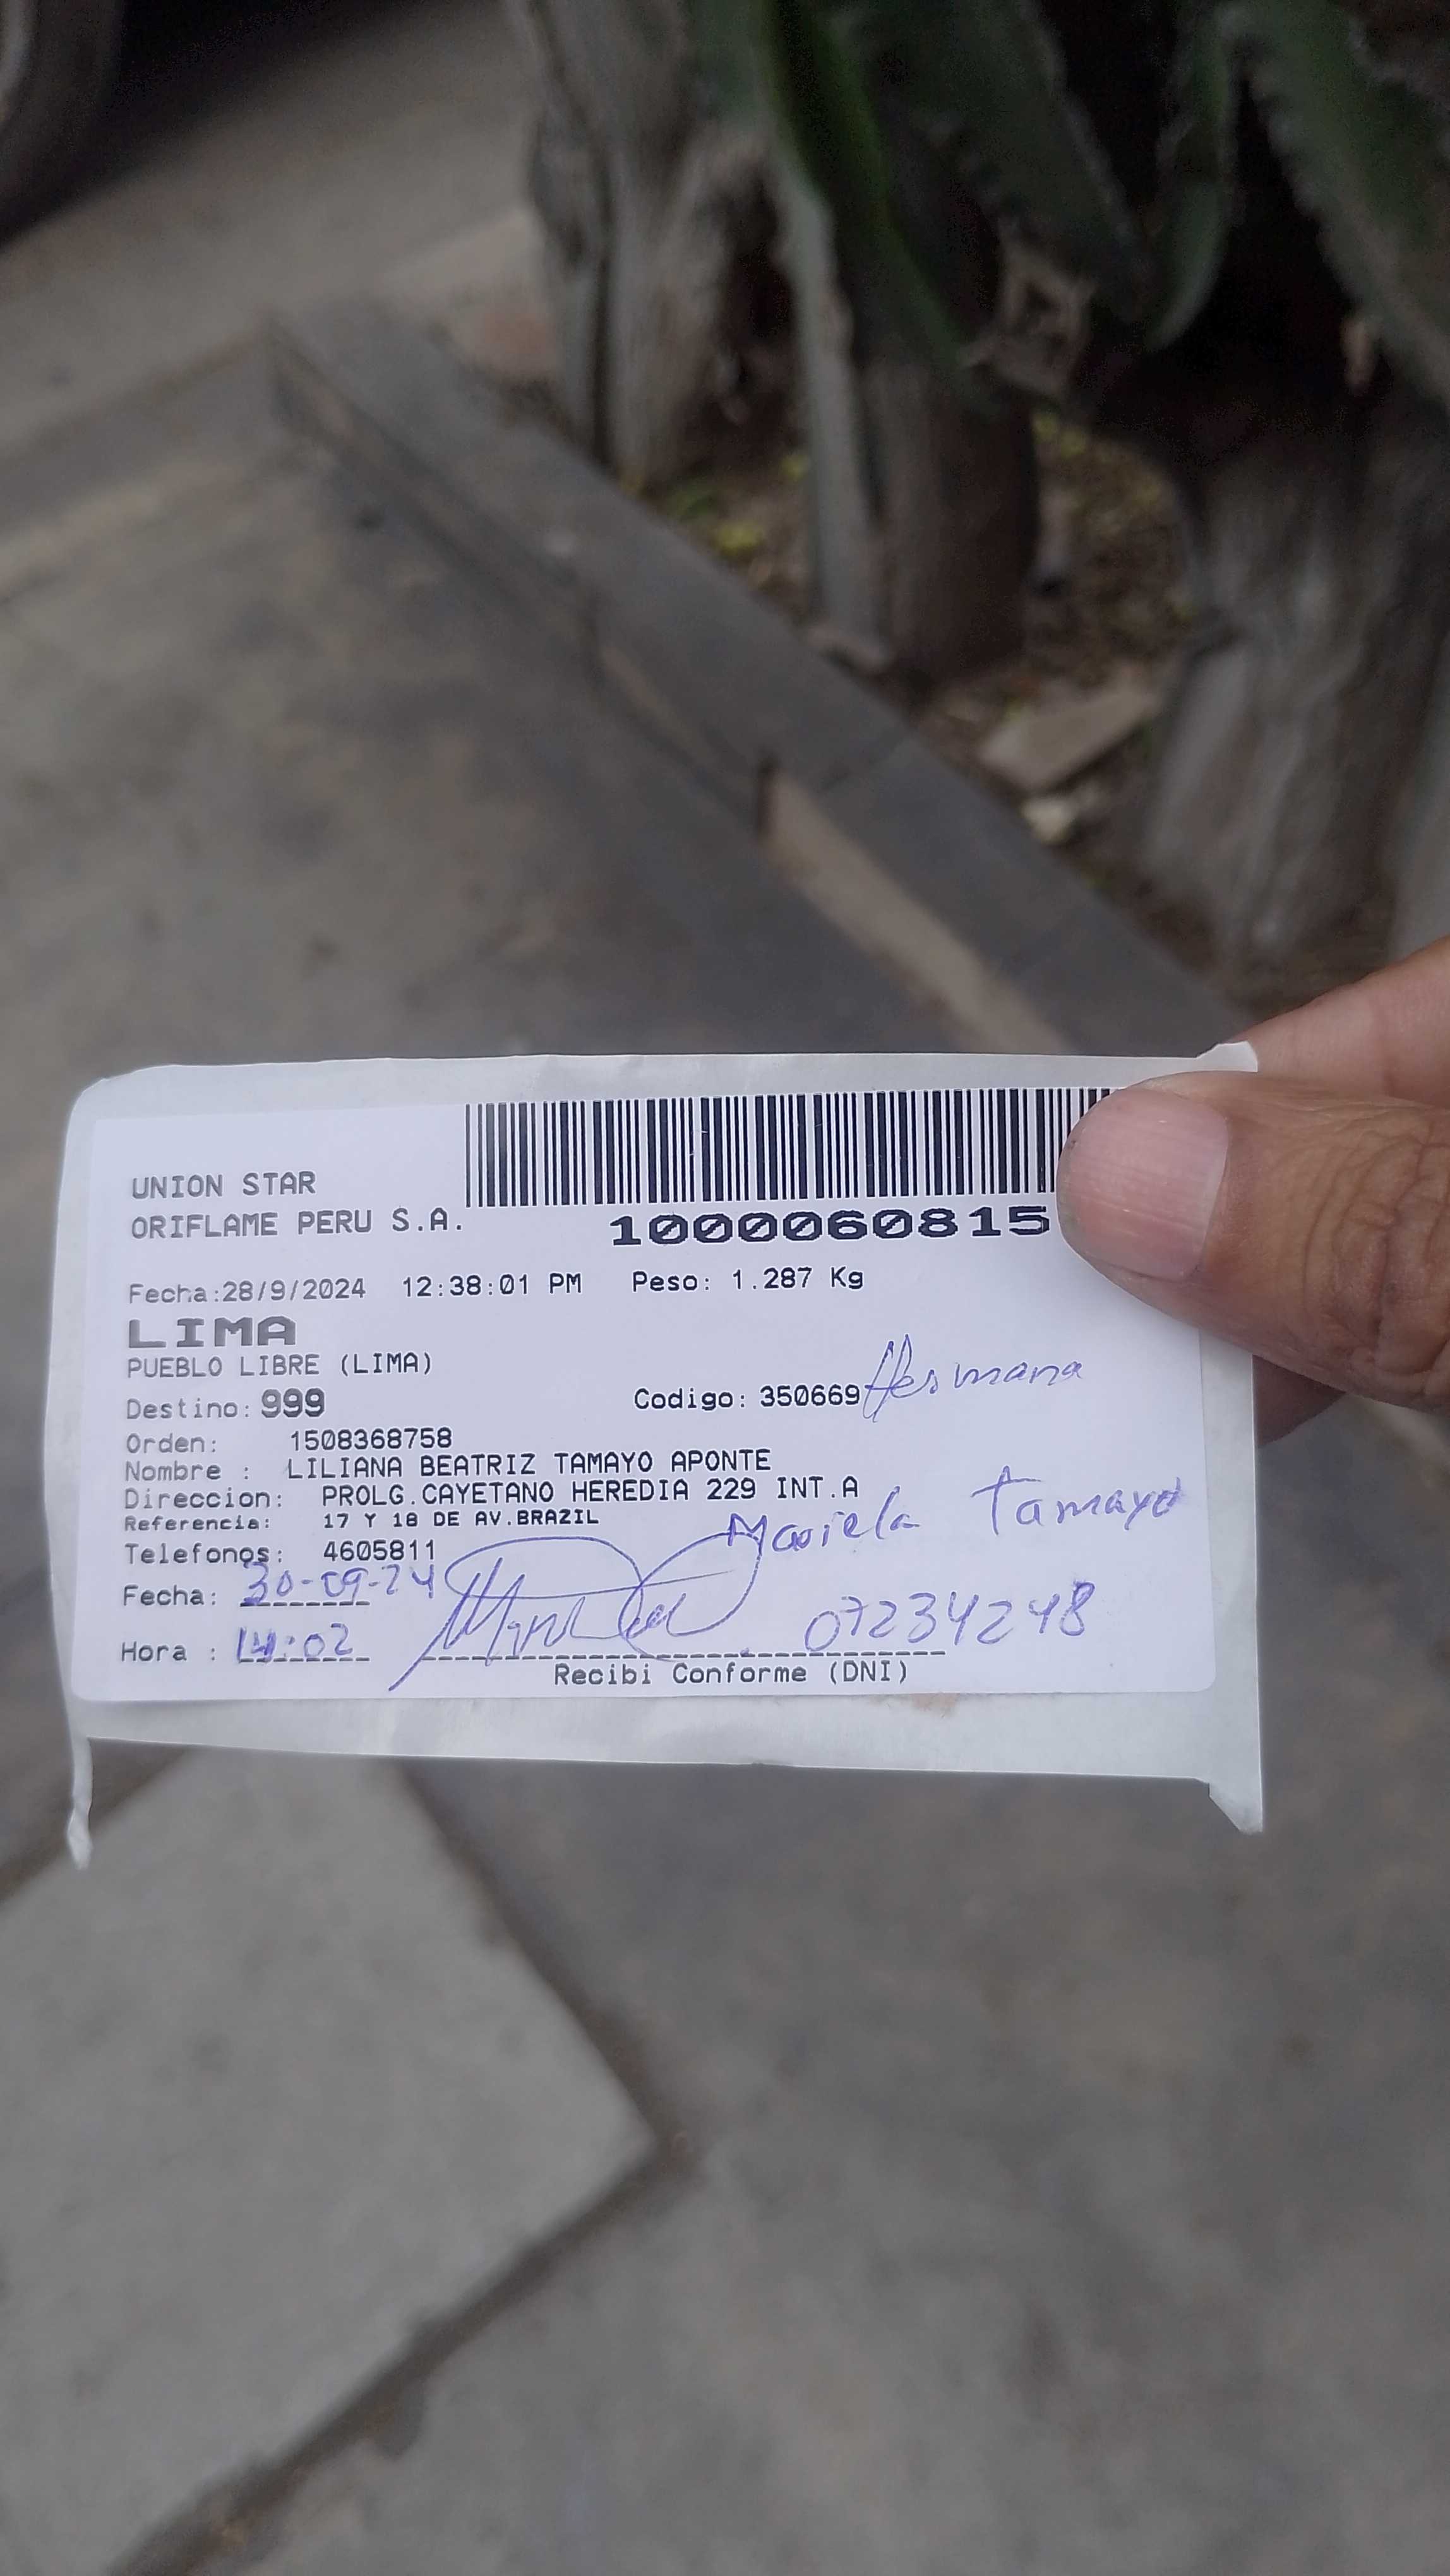 UNION STAR
ORIFLAME PERU S.A.
1000060815
Fecha:28/9/2024 12:38:01 PM Peso: 1.287 Kg
LIMA
PUEBLO LIBRE (LIMA)
Destino: 999 Codigo: 350669 Hermana
Orden: 1508368758
Nombre : LILIANA BEATRIZ TAMAYO APONTE
Direccion: PROLG.CAYETANO HEREDIA 229 INT.A
Referencia: 17 Y 18 DE AV.BRAZIL
Mariela Tamayo
Telefonos: 4605811
Fecha: 30-09-24
Hora : 14:02 07234248
Recibi Conforme (DNI)